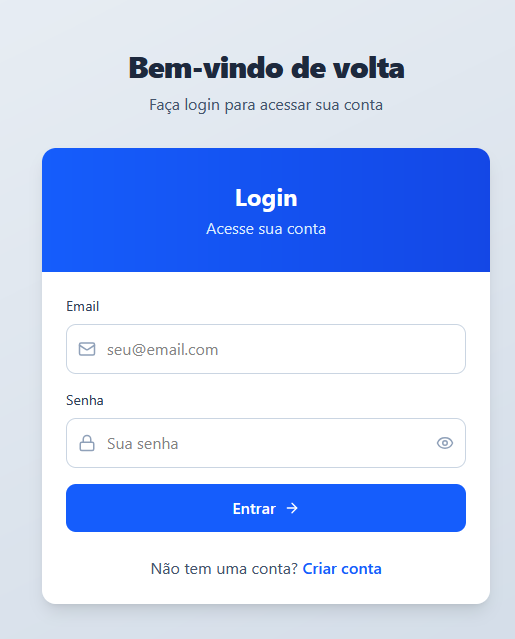 Bem-vindo de volta
Faça login para acessar sua conta
Login
Acesse sua conta
Email
seu@email.com
Senha
Sua senha
Entrar →
Não tem uma conta? Criar conta